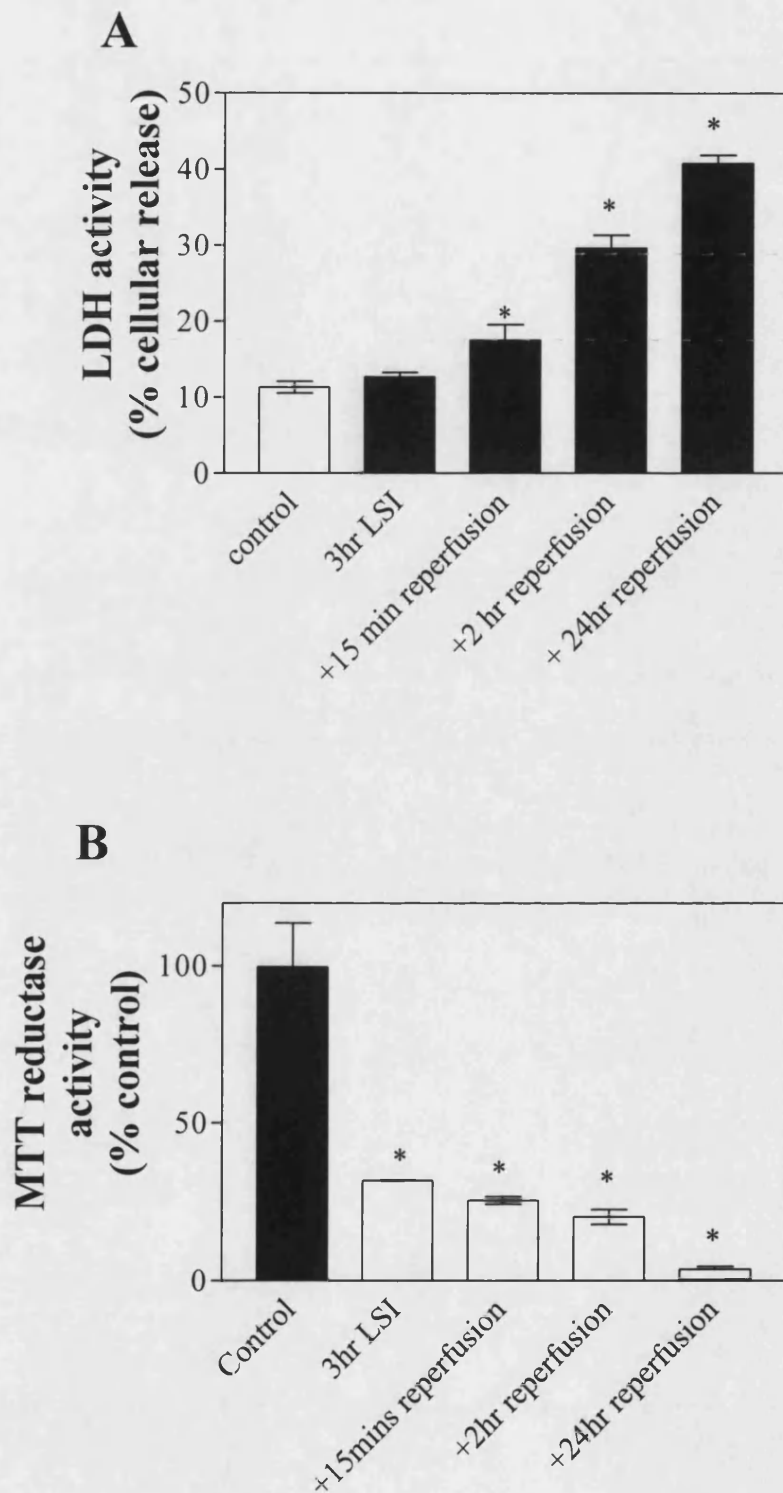 A
LDH activity
(% cellular release)
50
40
30
20
10
0
*
*
*
control
3hr LSI
+15 min reperfusion
+2 hr reperfusion
+ 24hr reperfusion
B
MTT reductase
activity
(% control)
100
50
0
*
*
*
*
Control
3hr LSI
+15mins reperfusion
+2hr reperfusion
+24hr reperfusion